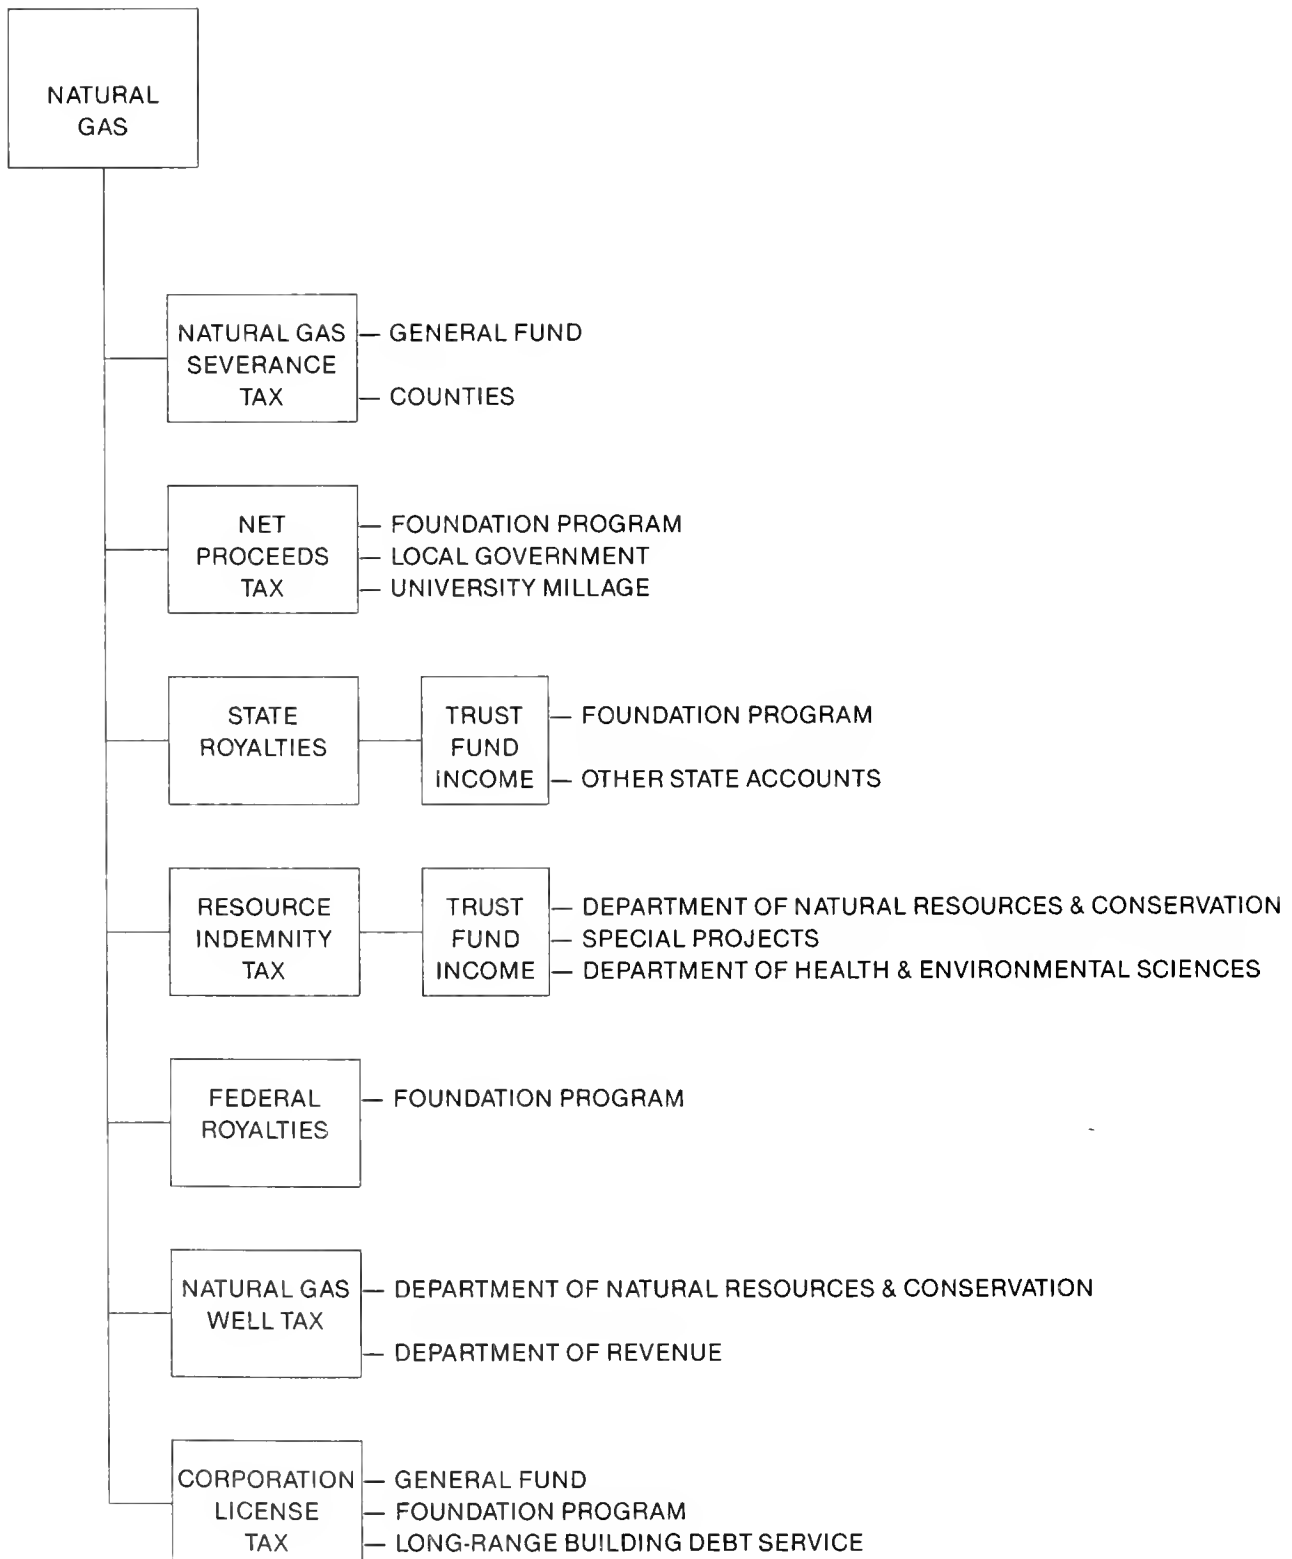 NATURAL
GAS
NATURAL GAS
SEVERANCE
TAX
— GENERAL FUND
— COUNTIES
NET
PROCEEDS
TAX
— FOUNDATION PROGRAM
— LOCAL GOVERNMENT
— UNIVERSITY MILLAGE
STATE
ROYALTIES
TRUST
FUND
INCOME
— FOUNDATION PROGRAM
— OTHER STATE ACCOUNTS
RESOURCE
INDEMNITY
TAX
TRUST
FUND
INCOME
— DEPARTMENT OF NATURAL RESOURCES & CONSERVATION
— SPECIAL PROJECTS
— DEPARTMENT OF HEALTH & ENVIRONMENTAL SCIENCES
FEDERAL
ROYALTIES
— FOUNDATION PROGRAM
NATURAL GAS
WELL TAX
— DEPARTMENT OF NATURAL RESOURCES & CONSERVATION
— DEPARTMENT OF REVENUE
CORPORATION
LICENSE
TAX
— GENERAL FUND
— FOUNDATION PROGRAM
— LONG-RANGE BUILDING DEBT SERVICE